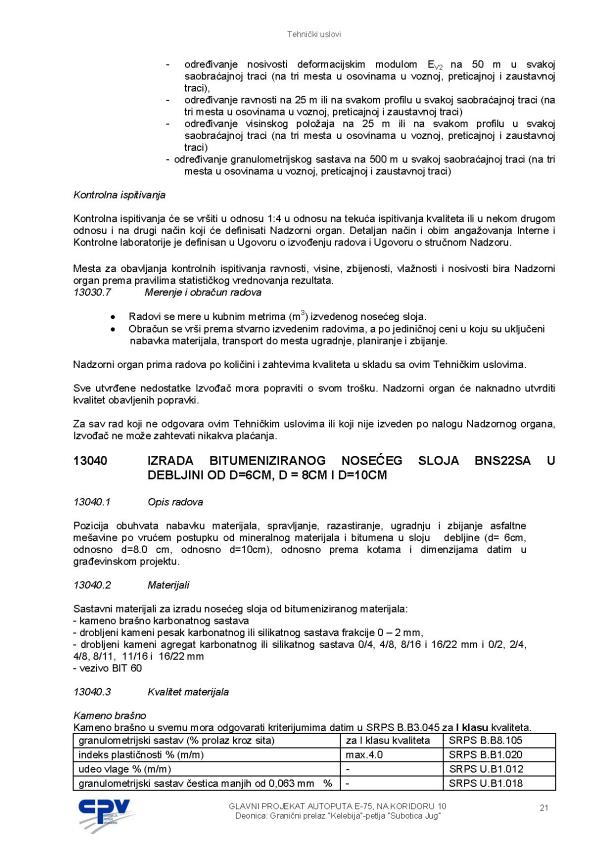 Tehnički uslovi
- određivanje nosivosti deformacijskim modulom EV2 na 50 m u svakoj
saobraćajnoj traci (na tri mesta u osovinama u voznoj, preticajnoj i zaustavnoj
traci),
- određivanje ravnosti na 25 m ili na svakom profilu u svakoj saobraćajnoj traci (na
tri mesta u osovinama u voznoj, preticajnoj i zaustavnoj traci)
- određivanje visinskog položaja na 25 m ili na svakom profilu u svakoj
saobraćajnoj traci (na tri mesta u osovinama u voznoj, preticajnoj i zaustavnoj
traci)
- određivanje granulometrijskog sastava na 500 m u svakoj saobraćajnoj traci (na tri
mesta u osovinama u voznoj, preticajnoj i zaustavnoj traci)
Kontrolna ispitivanja
Kontrolna ispitivanja će se vršiti u odnosu 1:4 u odnosu na tekuća ispitivanja kvaliteta ili u nekom drugom
odnosu i na drugi način koji će definisati Nadzorni organ. Detaljan način i obim angažovanja Interne i
Kontrolne laboratorije je definisan u Ugovoru o izvođenju radova i Ugovoru o stručnom Nadzoru.
Mesta za obavljanja kontrolnih ispitivanja ravnosti, visine, zbijenosti, vlažnosti i nosivosti bira Nadzorni
organ prema pravilima statističkog vrednovanja rezultata.
13030.7 Merenje i obračun radova
• Radovi se mere u kubnim metrima (m3) izvedenog nosećeg sloja.
• Obračun se vrši prema stvarno izvedenim radovima, a po jediničnoj ceni u koju su uključeni
nabavka materijala, transport do mesta ugradnje, planiranje i zbijanje.
Nadzorni organ prima radova po količini i zahtevima kvaliteta u skladu sa ovim Tehničkim uslovima.
Sve utvrđene nedostatke Izvođač mora popraviti o svom trošku. Nadzorni organ će naknadno utvrditi
kvalitet obavljenih popravki.
Za sav rad koji ne odgovara ovim Tehničkim uslovima ili koji nije izveden po nalogu Nadzornog organa,
Izvođač ne može zahtevati nikakva plaćanja.
13040 IZRADA BITUMENIZIRANOG NOSEĆEG SLOJA BNS22SA U
DEBLJINI OD D=6CM, D = 8CM I D=10CM
13040.1 Opis radova
Pozicija obuhvata nabavku materijala, spravljanje, razastiranje, ugradnju i zbijanje asfaltne
mešavine po vrućem postupku od mineralnog materijala i bitumena u sloju debljine (d= 6cm,
odnosno d=8.0 cm, odnosno d=10cm), odnosno prema kotama i dimenzijama datim u
građevinskom projektu.
13040.2 Materijali
Sastavni materijali za izradu nosećeg sloja od bitumeniziranog materijala:
- kameno brašno karbonatnog sastava
- drobljeni kameni pesak karbonatnog ili silikatnog sastava frakcije 0 – 2 mm,
- drobljeni kameni agregat karbonatnog ili silikatnog sastava 0/4, 4/8, 8/16 i 16/22 mm i 0/2, 2/4,
4/8, 8/11, 11/16 i 16/22 mm
- vezivo BIT 60
13040.3 Kvalitet materijala
Kameno brašno
Kameno brašno u svemu mora odgovarati kriterijumima datim u SRPS B.B3.045 za I klasu kvaliteta.
granulometrijski sastav (% prolaz kroz sita) za I klasu kvaliteta SRPS B.B8.105
indeks plastičnosti % (m/m) max.4.0 SRPS B.B1.020
udeo vlage % (m/m) - SRPS U.B1.012
granulometrijski sastav čestica manjih od 0,063 mm % - SRPS U.B1.018
CPV
GLAVNI PROJEKAT AUTOPUTA E-75, NA KORIDORU 10
Deonica: Granični prelaz "Kelebija"-petlja "Subotica Jug"
21